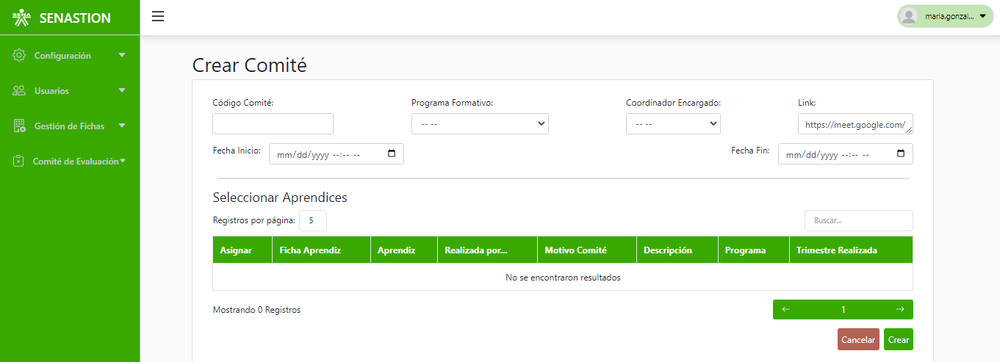 SENA
SENASTION
maria.gonzal...
Configuración
Usuarios
Gestión de Fichas
Comité de Evaluación
Crear Comité
Código Comité: Programa Formativo: Coordinador Encargado: Link:
-- -- -- -- https://meet.google.com/
Fecha Inicio: mm/dd/yyyy --:-- -- Fecha Fin: mm/dd/yyyy --:-- --
Seleccionar Aprendices
Registros por página: 5 Buscar...
Asignar Ficha Aprendiz Aprendiz Realizada por... Motivo Comité Descripción Programa Trimestre Realizada
No se encontraron resultados
Mostrando 0 Registros ← 1 →
Cancelar Crear